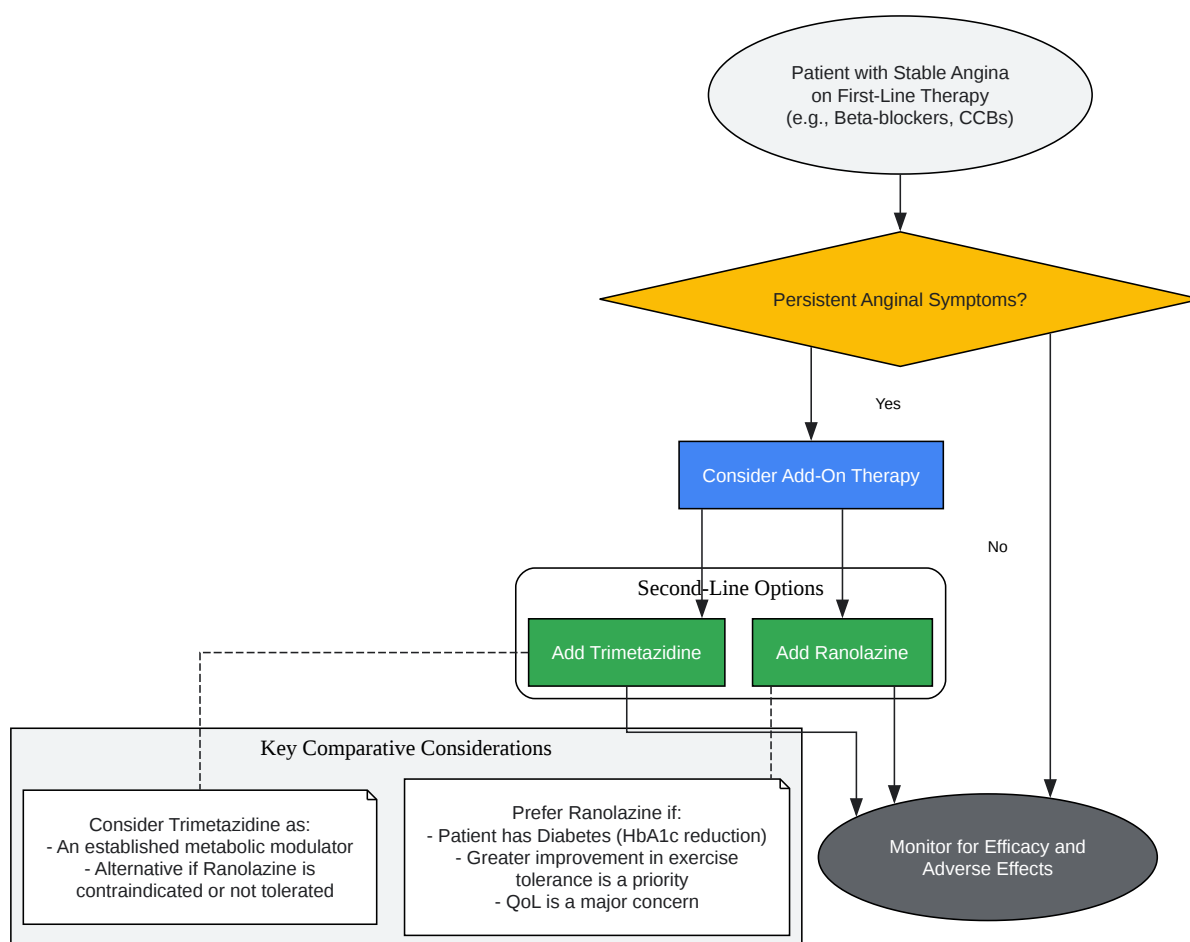 Patient with Stable Angina
on First-Line Therapy
(e.g., Beta-blockers, CCBs)
Persistent Anginal Symptoms?
Yes
Consider Add-On Therapy
No
Second-Line Options
Add Trimetazidine
Add Ranolazine
Key Comparative Considerations
Consider Trimetazidine as:
- An established metabolic modulator
- Alternative if Ranolazine is
contraindicated or not tolerated
Prefer Ranolazine if:
- Patient has Diabetes (HbA1c reduction)
- Greater improvement in exercise
tolerance is a priority
- QoL is a major concern
Monitor for Efficacy and
Adverse Effects